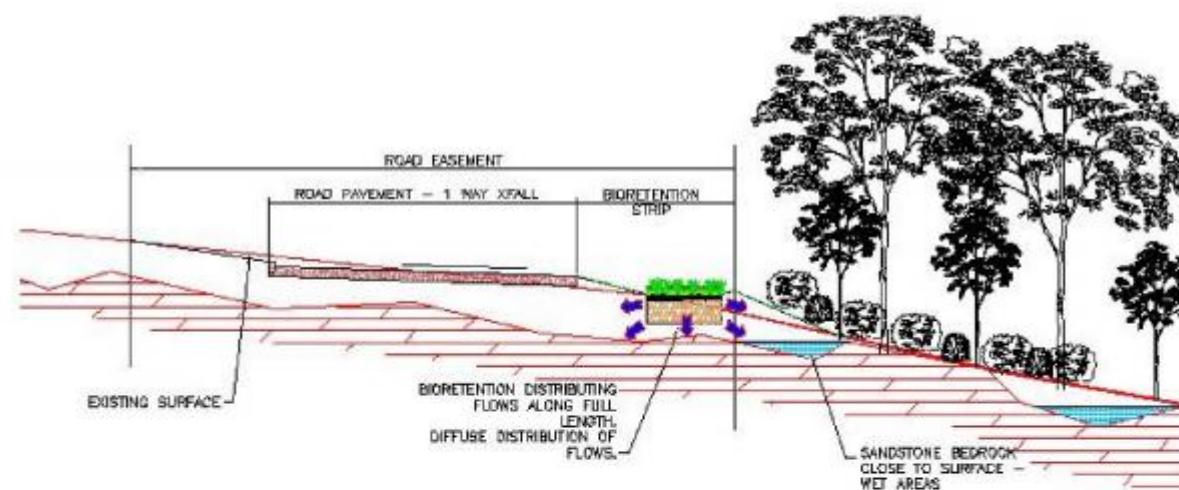 ROAD EASEMENT
ROAD PAVEMENT – 1 WAY XFALL
BIORETENTION
STRIP
EXISTING SURFACE
BIORETENTION DISTRIBUTING
FLOWS ALONG FULL
LENGTH.
DIFFUSE DISTRIBUTION OF
FLOWS.
SANDSTONE BEDROCK
CLOSE TO SURFACE –
WET AREAS